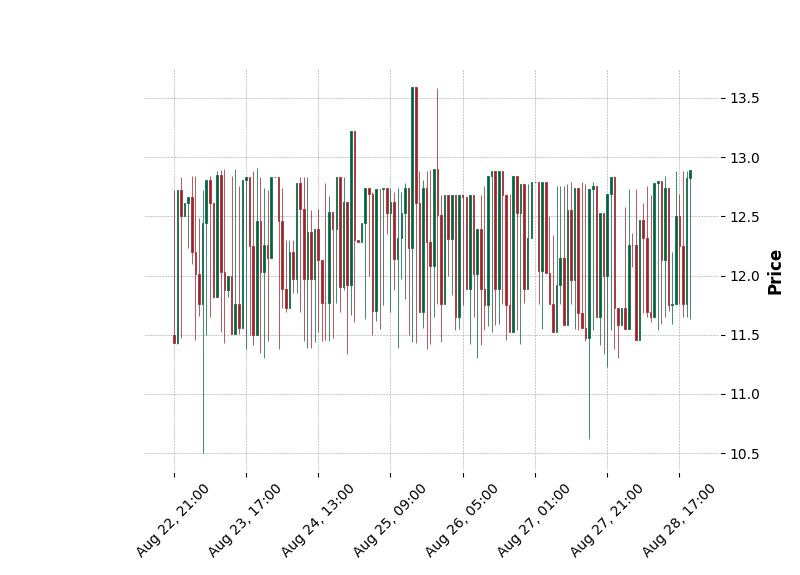 13.5
13.0
12.5
12.0
11.5
11.0
10.5
Price
Aug 22, 21:00
Aug 23, 17:00
Aug 24, 13:00
Aug 25, 09:00
Aug 26, 05:00
Aug 27, 01:00
Aug 27, 21:00
Aug 28, 17:00